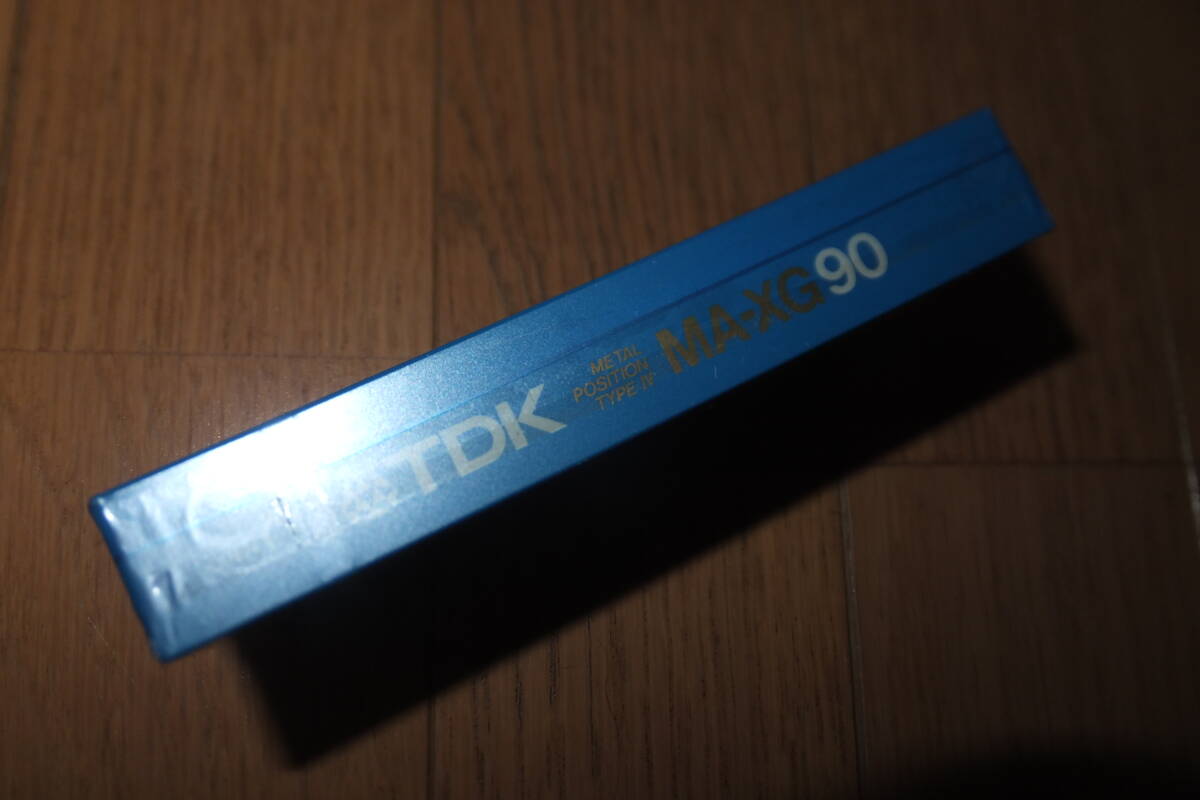 TDK
METAL
POSITION
TYPE IV
MA-XG90